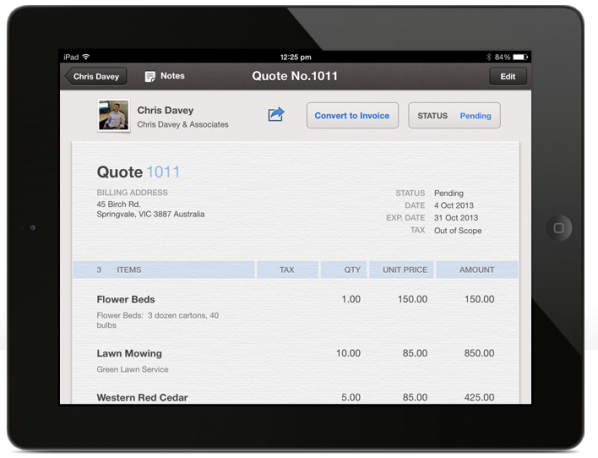 iPad 12:25 pm 84%
Chris Davey Notes Quote No.1011 Edit
Chris Davey
Chris Davey & Associates
Convert to Invoice
STATUS Pending
Quote 1011
BILLING ADDRESS
45 Birch Rd.
Springvale, VIC 3887 Australia
STATUS Pending
DATE 4 Oct 2013
EXP. DATE 31 Oct 2013
TAX Out of Scope
3 ITEMS TAX QTY UNIT PRICE AMOUNT
Flower Beds 1.00 150.00 150.00
Flower Beds: 3 dozen cartons, 40
bulbs
Lawn Mowing 10.00 85.00 850.00
Green Lawn Service
Western Red Cedar 5.00 85.00 425.00